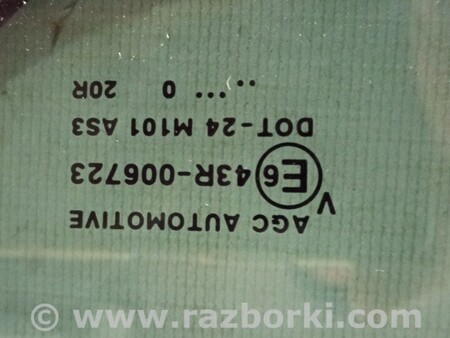 AGC AUTOMOTIVE
V
E6 43R-006723
DOT-24 M101 AS3
.. ... 0 20R
© www.razborki.com